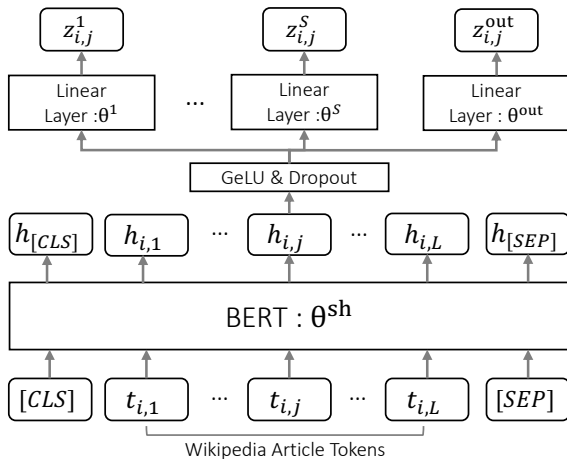 z^1_{i,j} z^S_{i,j} z^out_{i,j}
Linear Layer :θ^1 ... Linear Layer :θ^S Linear Layer :θ^out
GeLU & Dropout
h_[CLS] h_{i,1} ... h_{i,j} ... h_{i,L} h_[SEP]
BERT : θ^sh
[CLS] t_{i,1} ... t_{i,j} ... t_{i,L} [SEP]
Wikipedia Article Tokens